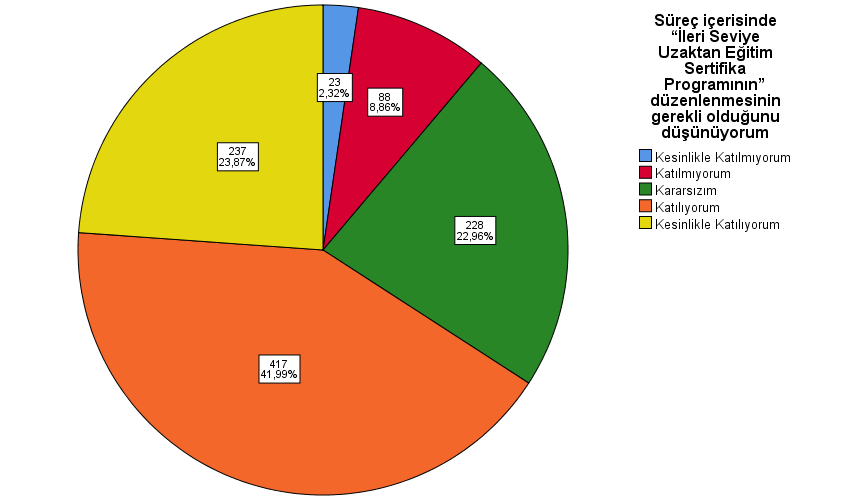 Süreç içerisinde
“İleri Seviye
Uzaktan Eğitim
Sertifika
Programının”
düzenlenmesinin
gerekli olduğunu
düşünüyorum
Kesinlikle Katılmıyorum
Katılmıyorum
Kararsızım
Katılıyorum
Kesinlikle Katılıyorum
23
2,32%
88
8,86%
228
22,96%
417
41,99%
237
23,87%